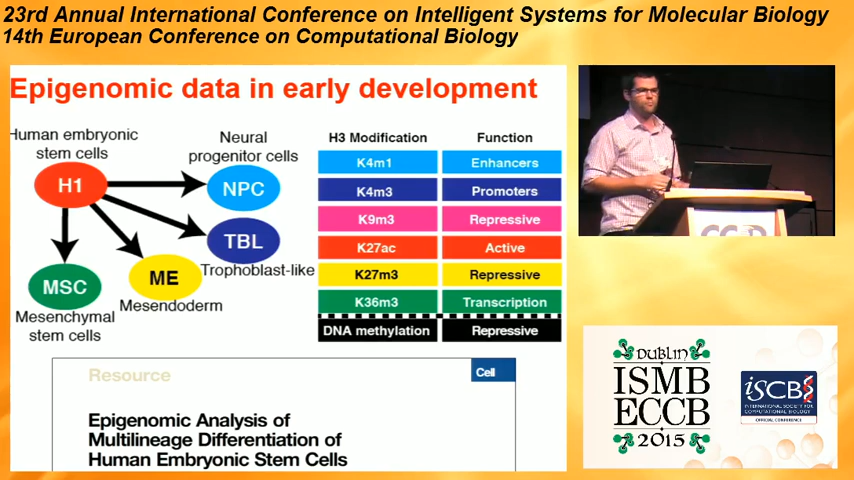 23rd Annual International Conference on Intelligent Systems for Molecular Biology
14th European Conference on Computational Biology
Epigenomic data in early development
Human embryonic
stem cells
Neural
progenitor cells
H1
NPC
TBL
Trophoblast-like
MSC
Mesenchymal
stem cells
ME
Mesendoderm
H3 Modification Function
K4m1 Enhancers
K4m3 Promoters
K9m3 Repressive
K27ac Active
K27m3 Repressive
K36m3 Transcription
DNA methylation Repressive
Resource
Cell
Epigenomic Analysis of
Multilineage Differentiation of
Human Embryonic Stem Cells
DUBLIN
ISMB
ECCB
2015
iSCB
INTERNATIONAL SOCIETY FOR
COMPUTATIONAL BIOLOGY
OFFICIAL CONFERENCE